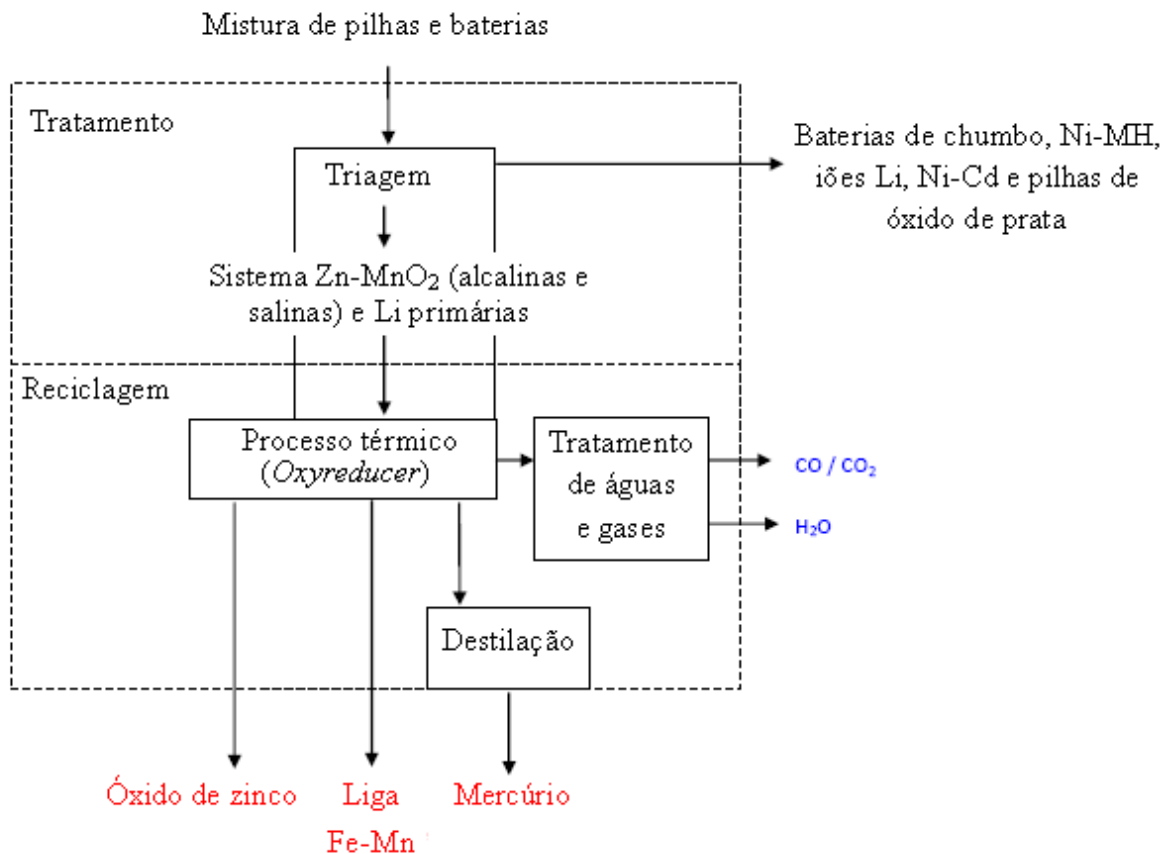 Mistura de pilhas e baterias
Tratamento
Triagem
Baterias de chumbo, Ni-MH,
iões Li, Ni-Cd e pilhas de
óxido de prata
Sistema Zn-MnO₂ (alcalinas e
salinas) e Li primárias
Reciclagem
Processo térmico
(Oxyreducer)
Tratamento
de águas
e gases
CO / CO₂
H₂O
Destilação
Óxido de zinco
Liga
Fe-Mn
Mercúrio